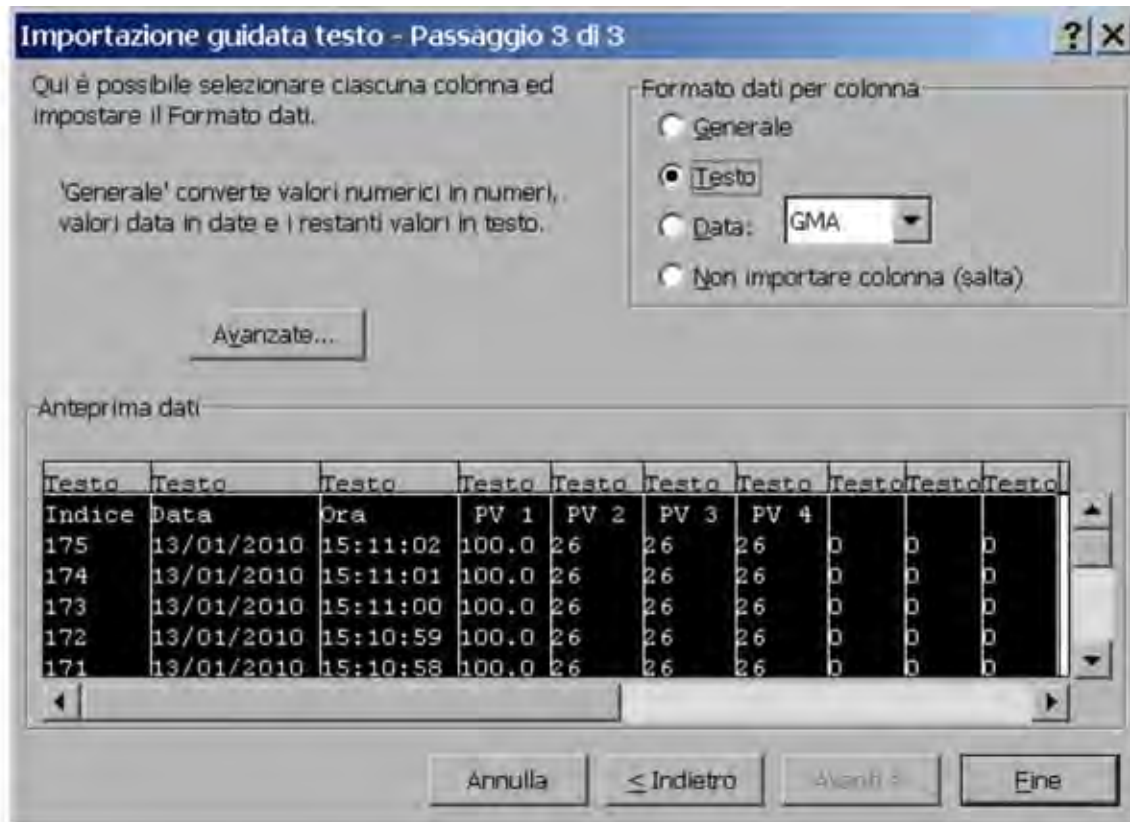 Importazione guidata testo - Passaggio 3 di 3
Qui è possibile selezionare ciascuna colonna ed
impostare il Formato dati.
'Generale' converte valori numerici in numeri,
valori data in date e i restanti valori in testo.
Avanzate...
Formato dati per colonna
Generale
Testo
Data: GMA
Non importare colonna (salta)
Anteprima dati
Testo Testo Testo Testo Testo Testo Testo Testo Testo Testo
Indice Data Ora PV 1 PV 2 PV 3 PV 4
175 13/01/2010 15:11:02 100.0 26 26 26 0 0 0
174 13/01/2010 15:11:01 100.0 26 26 26 0 0 0
173 13/01/2010 15:11:00 100.0 26 26 26 0 0 0
172 13/01/2010 15:10:59 100.0 26 26 26 0 0 0
171 13/01/2010 15:10:58 100.0 26 26 26 0 0 0
Annulla < Indietro Avanti > Fine